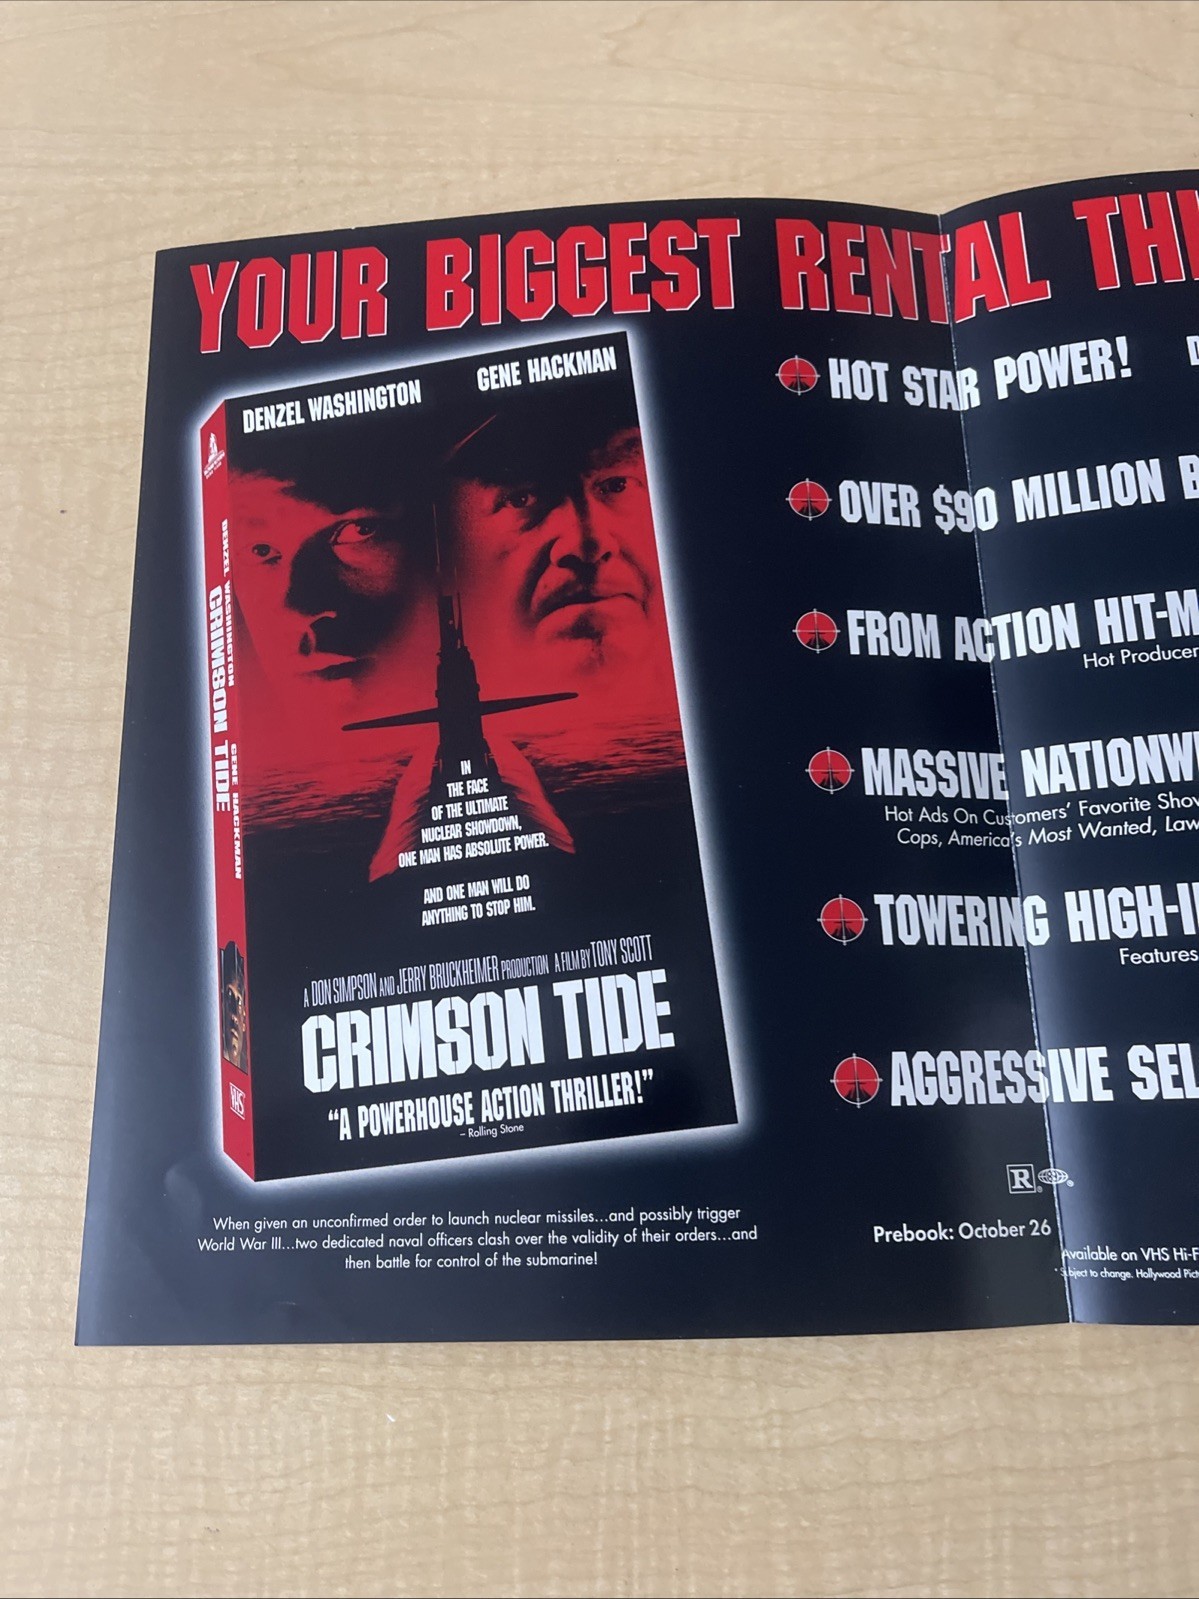 YOUR BIGGEST RENTAL
DENZEL WASHINGTON
GENE HACKMAN
DENZEL WASHINGTON
GENE HACKMAN
CRIMSON TIDE
VHS
IN
THE FACE
OF THE ULTIMATE
NUCLEAR SHOWDOWN,
ONE MAN HAS ABSOLUTE POWER.
AND ONE MAN WILL DO
ANYTHING TO STOP HIM.
A DON SIMPSON AND JERRY BRUCKHEIMER PRODUCTION A FILM BY TONY SCOTT
CRIMSON TIDE
"A POWERHOUSE ACTION THRILLER!"
– Rolling Stone
When given an unconfirmed order to launch nuclear missiles...and possibly trigger
World War III...two dedicated naval officers clash over the validity of their orders...and
then battle for control of the submarine!
HOT STAR POWER!
OVER $90 MILLION B
FROM ACTION HIT-M
Hot Producer
MASSIVE NATIONW
Hot Ads On Customers' Favorite Show
Cops, America's Most Wanted, Law
TOWERING HIGH-I
Features
AGGRESSIVE SEL
R
Prebook: October 26
Available on VHS Hi-F
*Subject to change. Hollywood Pict